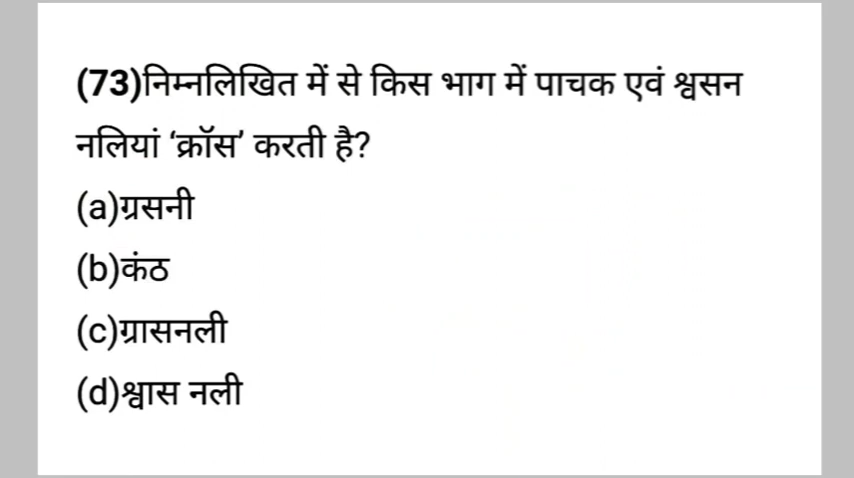 (73)निम्नलिखित में से किस भाग में पाचक एवं श्वसन
नलियां ‘क्रॉस’ करती है?
(a)ग्रसनी
(b)कंठ
(c)ग्रासनली
(d)श्वास नली